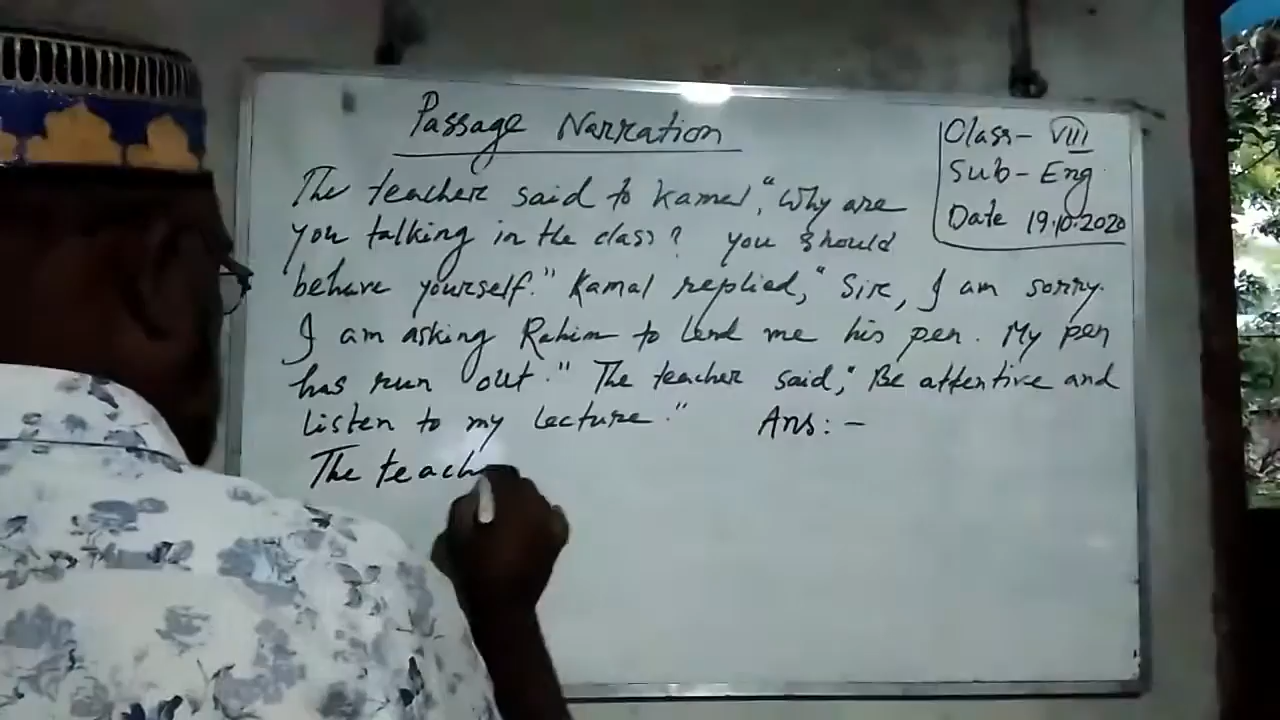 Passage Narration
Class- VIII
Sub- Eng
Date 19.10.2020
The teacher said to Kamal, "Why are
you talking in the class? you should
behave yourself." Kamal replied, "Sir, I am sorry.
I am asking Rahim to lend me his pen. My pen
has run out." The teacher said, "Be attentive and
Listen to my lecture." Ans: -
The teach